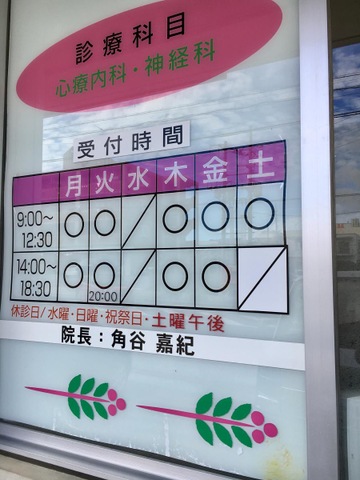 診療科目
心療内科・神経科
受付時間
月 火 水 木 金 土
9:00～12:30 ○ ○ ／ ○ ○ ○
14:00～18:30 ○ ○ 20:00 ／ ○ ○ ／
休診日/水曜・日曜・祝祭日・土曜午後
院長：角谷 嘉紀